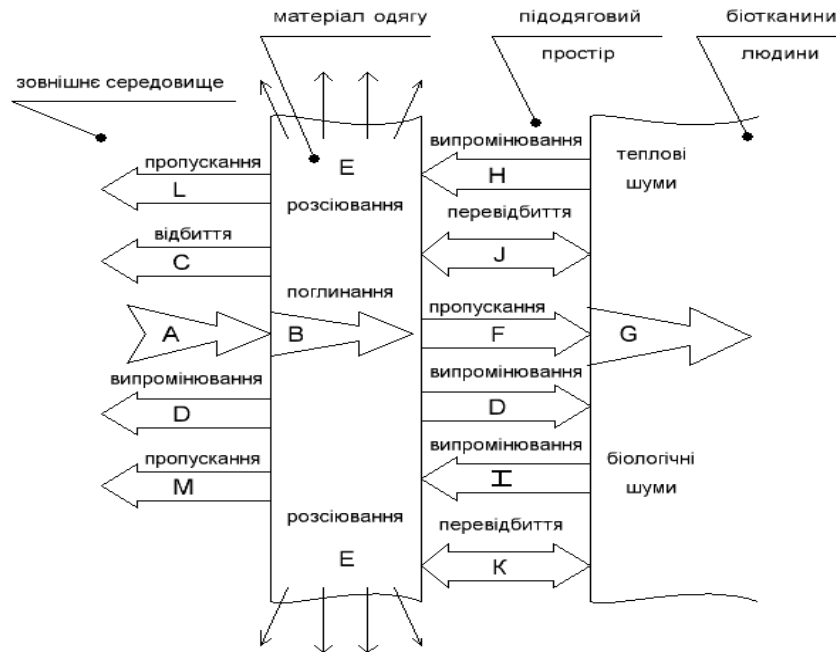 матеріал одягу
підодяговий
простір
біотканини
людини
зовнішнє середовище
пропускання
L
E
розсіювання
випромінювання
H
теплові
шуми
відбиття
C
перевідбиття
J
A
поглинання
B
пропускання
F
G
випромінювання
D
випромінювання
D
пропускання
M
випромінювання
I
біологічні
шуми
розсіювання
E
перевідбиття
K